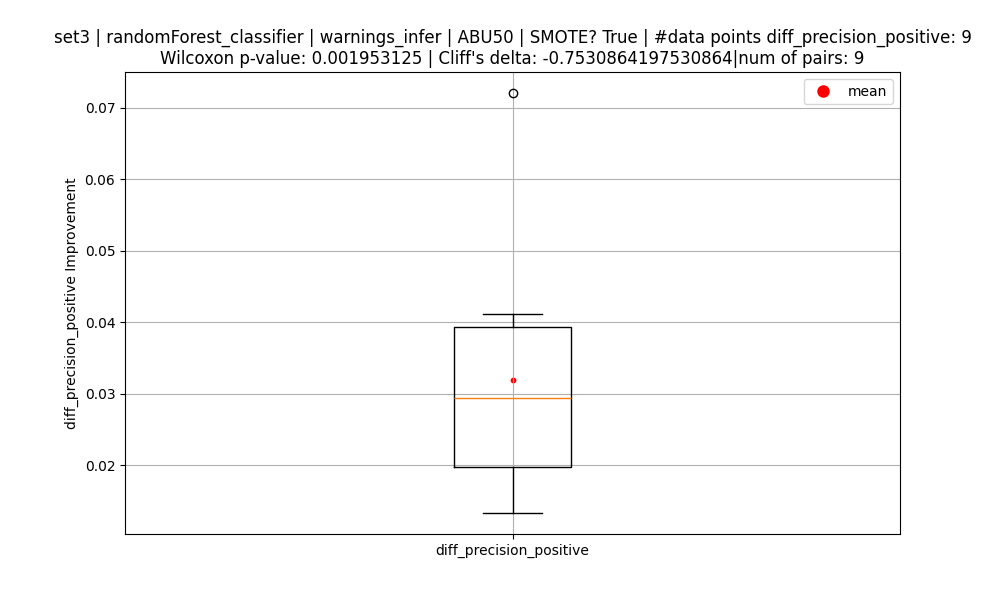 set3 | randomForest_classifier | warnings_infer | ABU50 | SMOTE? True | #data points diff_precision_positive: 9
Wilcoxon p-value: 0.001953125 | Cliff's delta: -0.7530864197530864|num of pairs: 9
mean
0.07
0.06
0.05
0.04
0.03
0.02
diff_precision_positive Improvement
diff_precision_positive